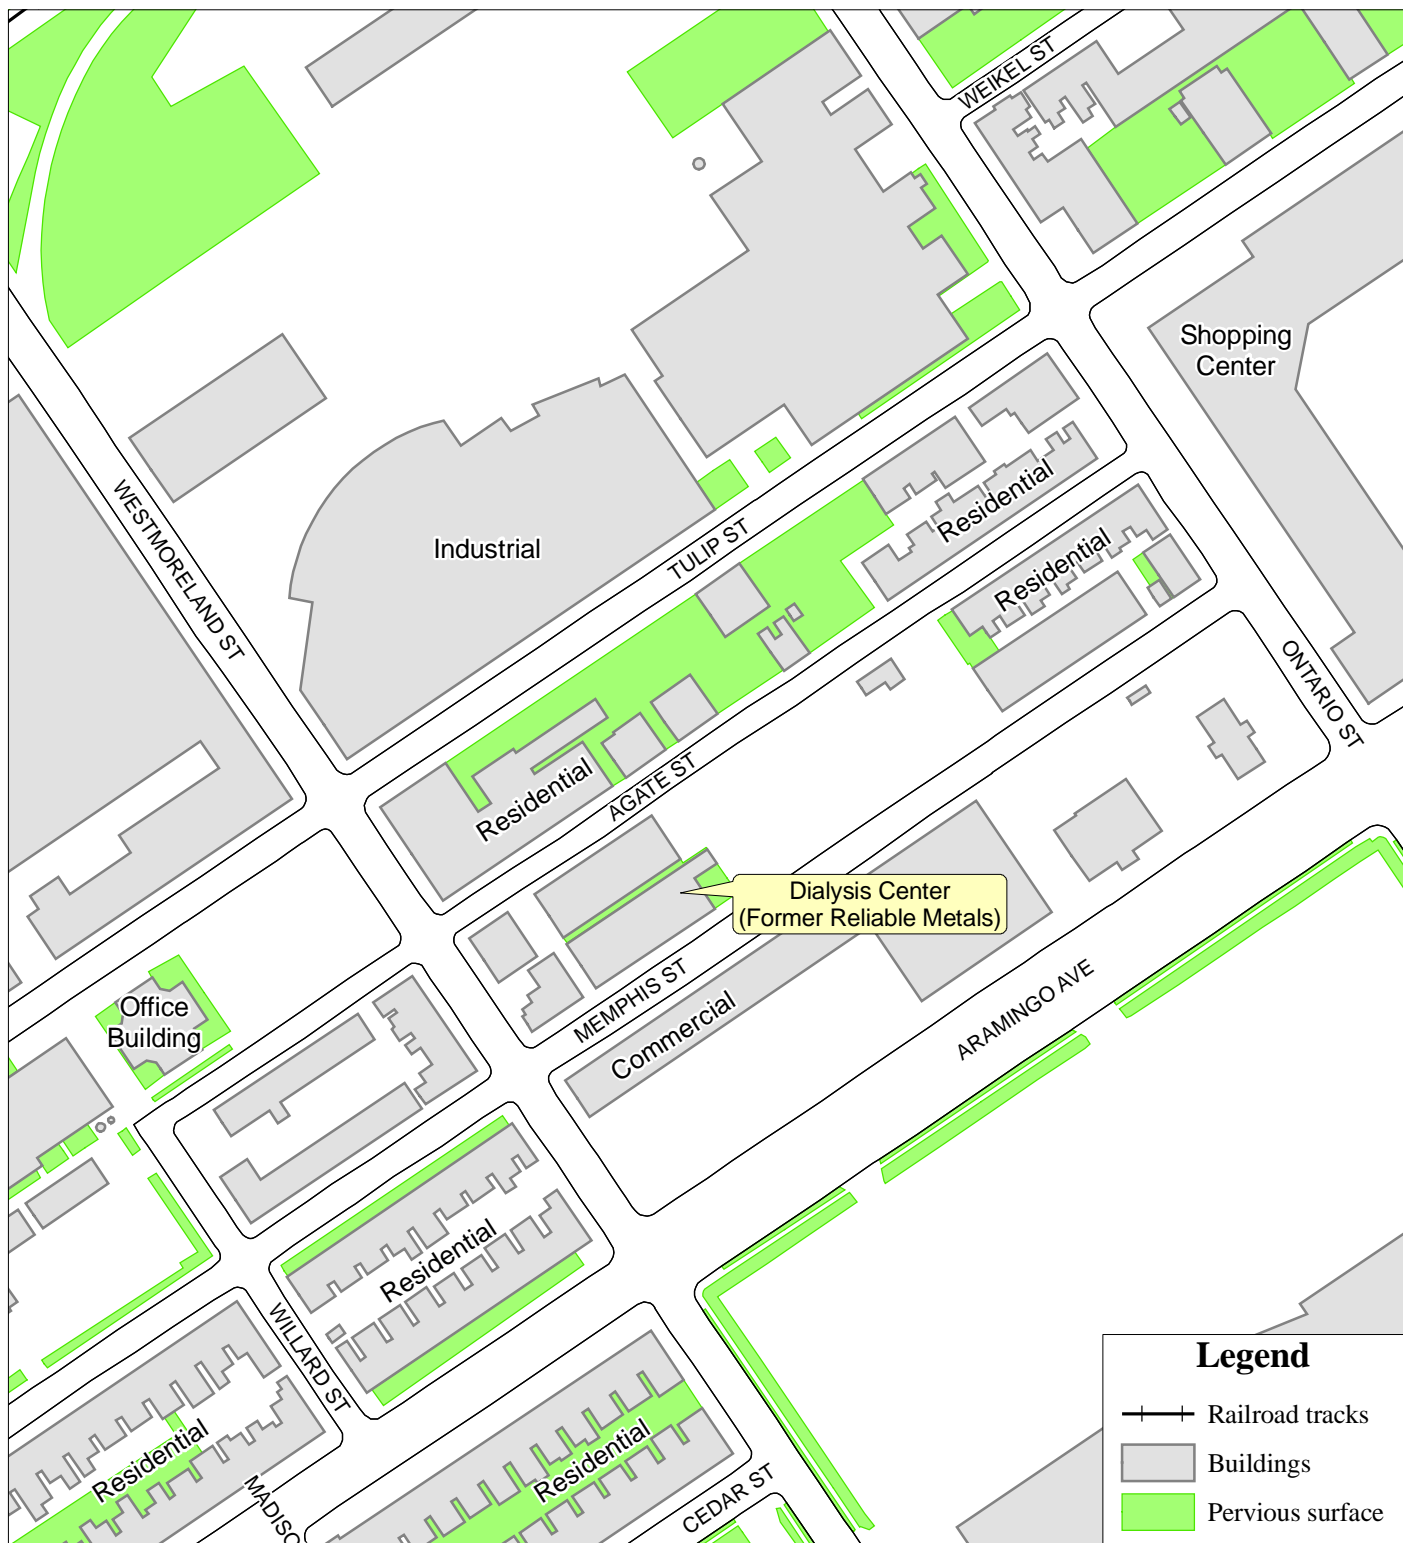 WEIKEL ST
Shopping
Center
WESTMORELAND ST
Industrial
TULIP ST
Residential
Residential
ONTARIO ST
Residential
AGATE ST
Dialysis Center
(Former Reliable Metals)
MEMPHIS ST
ARAMINGO AVE
Office
Building
Commercial
Residential
WILLARD ST
Residential
Residential
MADISO
CEDAR ST
Legend
Railroad tracks
Buildings
Pervious surface